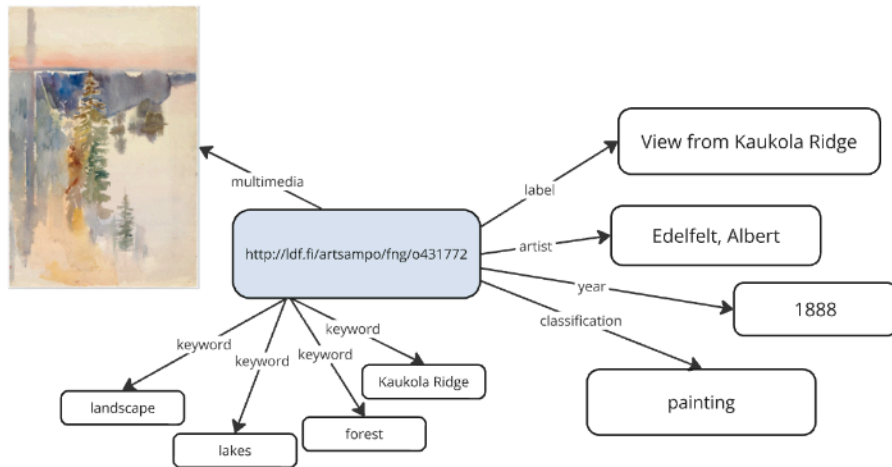 View from Kaukola Ridge
multimedia
label
http://ldf.fi/artsampo/fng/o431772
artist
Edelfelt, Albert
year
1888
classification
keyword
keyword
keyword
keyword
Kaukola Ridge
landscape
painting
forest
lakes